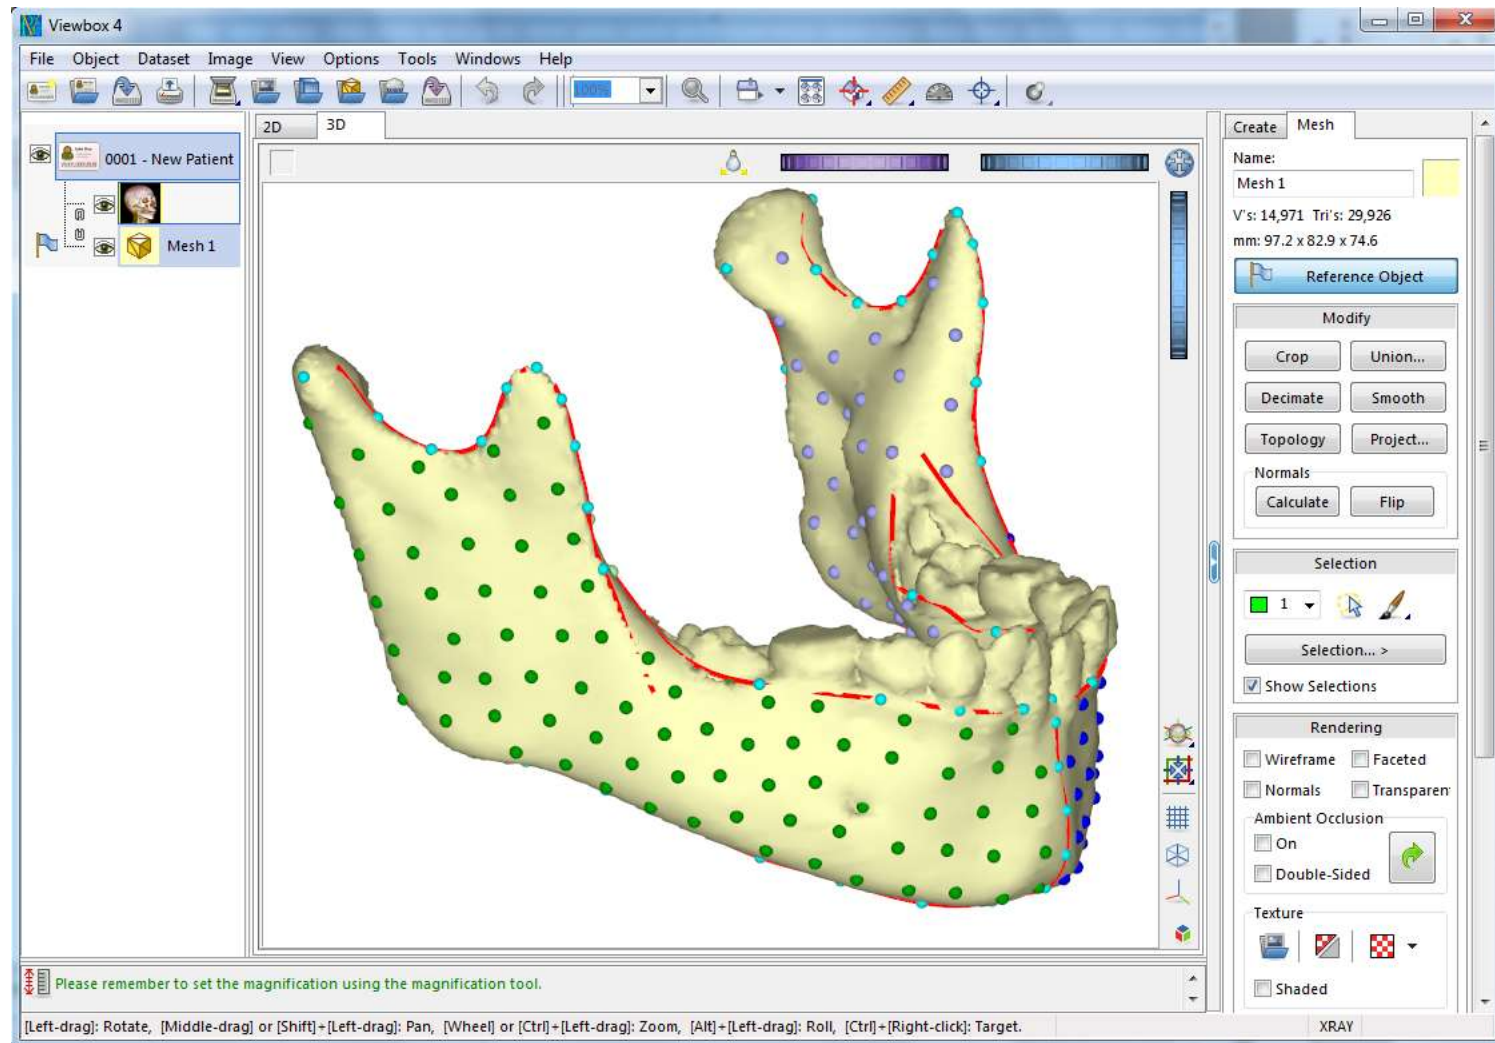 Viewbox 4
File Object Dataset Image View Options Tools Windows Help
100%
0001 - New Patient
Mesh 1
2D 3D
Create Mesh
Name:
Mesh 1
V's: 14,971 Tri's: 29,926
mm: 97.2 x 82.9 x 74.6
Reference Object
Modify
Crop Union...
Decimate Smooth
Topology Project...
Normals
Calculate Flip
Selection
1
Selection... >
Show Selections
Rendering
Wireframe Faceted
Normals Transparen
Ambient Occlusion
On
Double-Sided
Texture
Shaded
Please remember to set the magnification using the magnification tool.
[Left-drag]: Rotate, [Middle-drag] or [Shift]+[Left-drag]: Pan, [Wheel] or [Ctrl]+[Left-drag]: Zoom, [Alt]+[Left-drag]: Roll, [Ctrl]+[Right-click]: Target.
XRAY